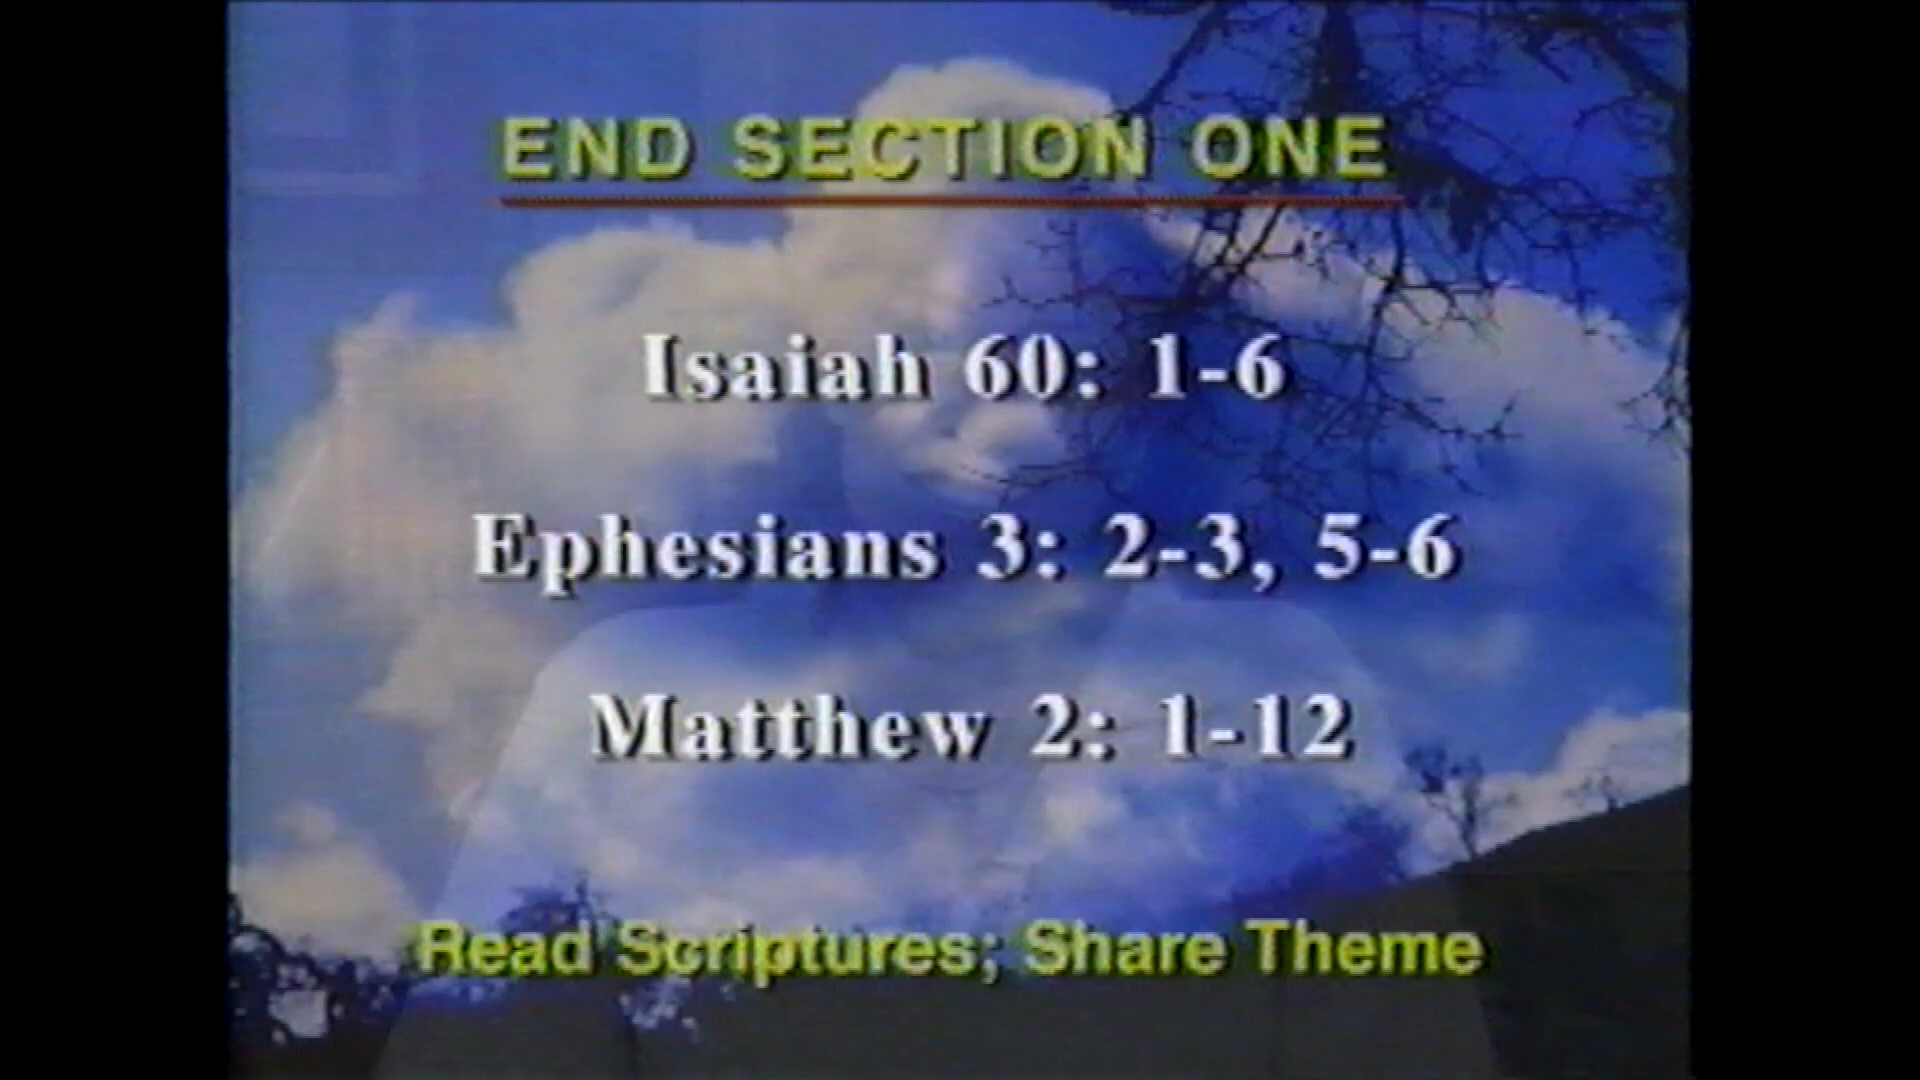 END SECTION ONE
Isaiah 60: 1-6
Ephesians 3: 2-3, 5-6
Matthew 2: 1-12
Read Scriptures; Share Theme